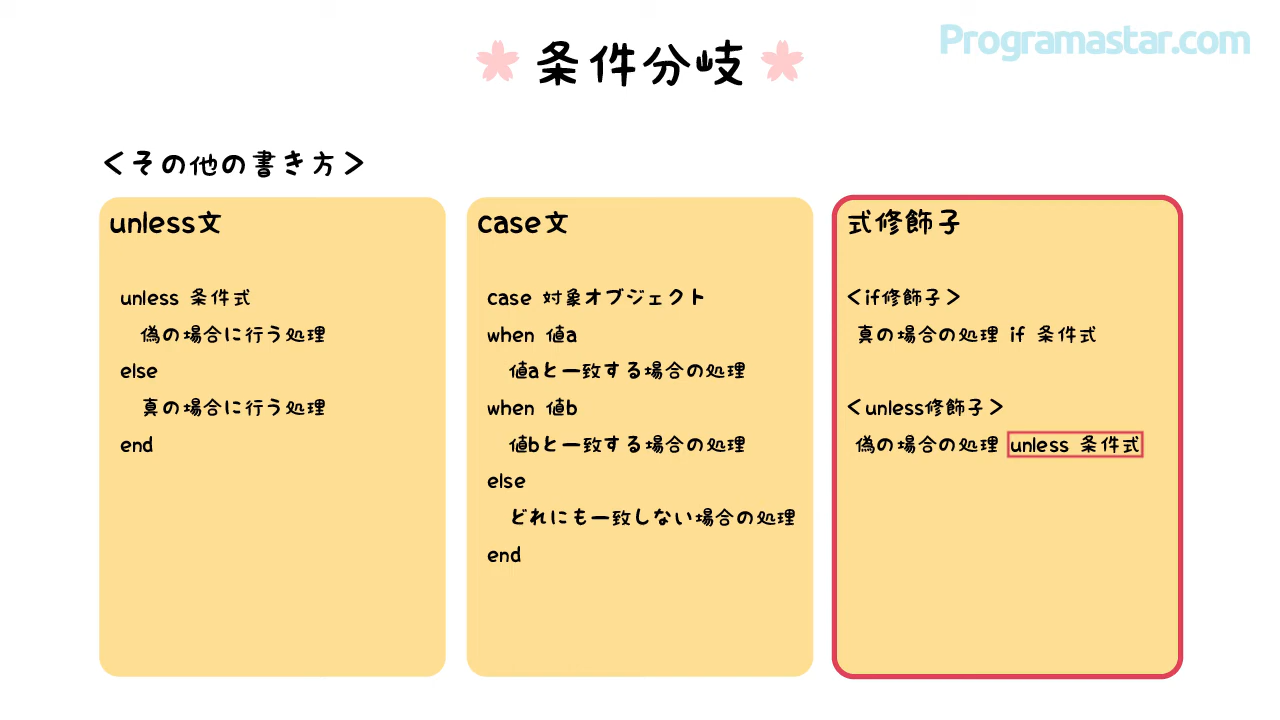 Programastar.com
条件分岐
＜その他の書き方＞
unless文
unless 条件式
偽の場合に行う処理
else
真の場合に行う処理
end
case文
case 対象オブジェクト
when 値a
値aと一致する場合の処理
when 値b
値bと一致する場合の処理
else
どれにも一致しない場合の処理
end
式修飾子
＜if修飾子＞
真の場合の処理 if 条件式
＜unless修飾子＞
偽の場合の処理 unless 条件式